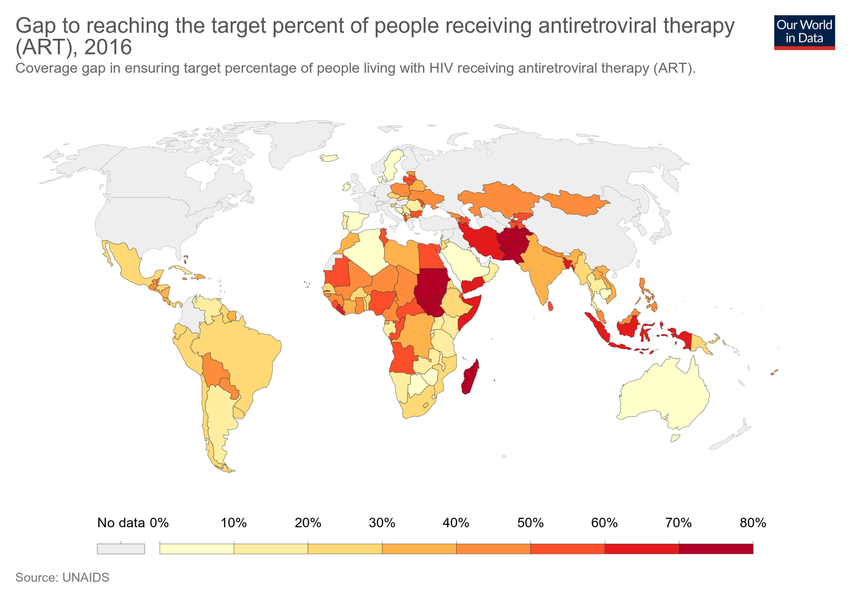 Gap to reaching the target percent of people receiving antiretroviral therapy
(ART), 2016
Our World
in Data
Coverage gap in ensuring target percentage of people living with HIV receiving antiretroviral therapy (ART).
No data 0% 10% 20% 30% 40% 50% 60% 70% 80%
Source: UNAIDS